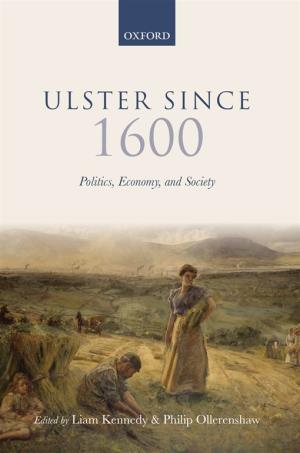 OXFORD
ULSTER SINCE
1600
Politics, Economy, and Society
Edited by Liam Kennedy & Philip Ollerenshaw